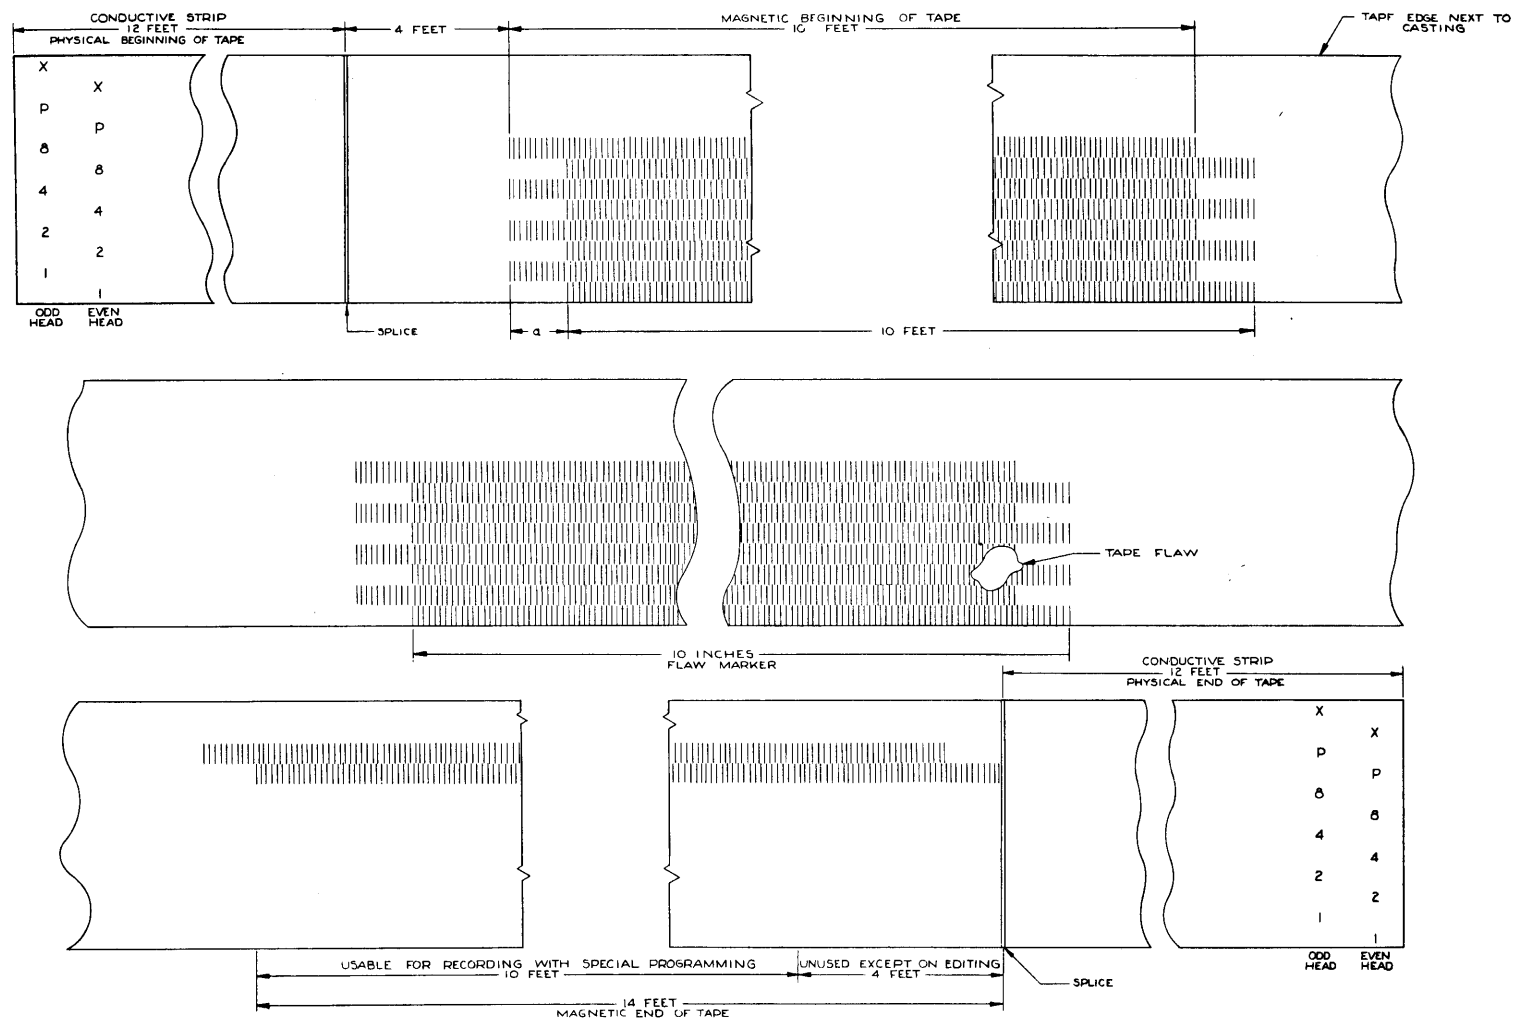 CONDUCTIVE STRIP
12 FEET
PHYSICAL BEGINNING OF TAPE
4 FEET
MAGNETIC BEGINNING OF TAPE
10 FEET
TAPE EDGE NEXT TO
CASTING
X
X
P
P
8
8
4
4
2
2
1
1
ODD
HEAD
EVEN
HEAD
SPLICE
a
10 FEET
TAPE FLAW
10 INCHES
FLAW MARKER
CONDUCTIVE STRIP
12 FEET
PHYSICAL END OF TAPE
X
X
P
P
8
8
4
4
2
2
1
1
ODD
HEAD
EVEN
HEAD
USABLE FOR RECORDING WITH SPECIAL PROGRAMMING
10 FEET
UNUSED EXCEPT ON EDITING
4 FEET
SPLICE
14 FEET
MAGNETIC END OF TAPE